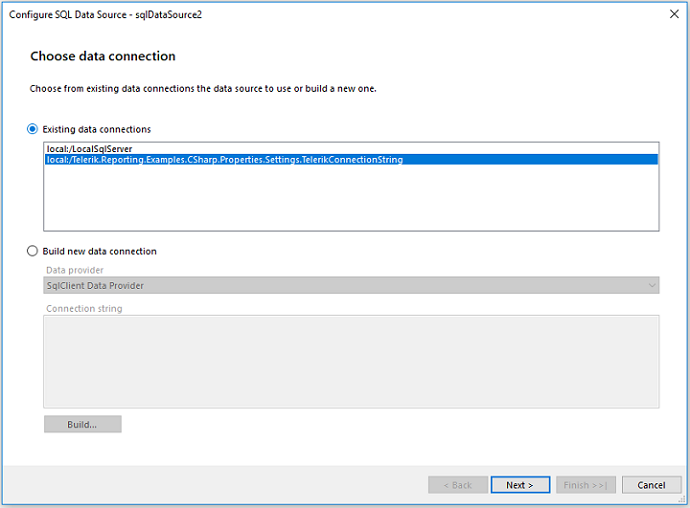 Configure SQL Data Source - sqlDataSource2
Choose data connection
Choose from existing data connections the data source to use or build a new one.
Existing data connections
local:/LocalSqlServer
local:/Telerik.Reporting.Examples.CSharp.Properties.Settings.TelerikConnectionString
Build new data connection
Data provider
SqlClient Data Provider
Connection string
Build...
< Back Next > Finish >>| Cancel